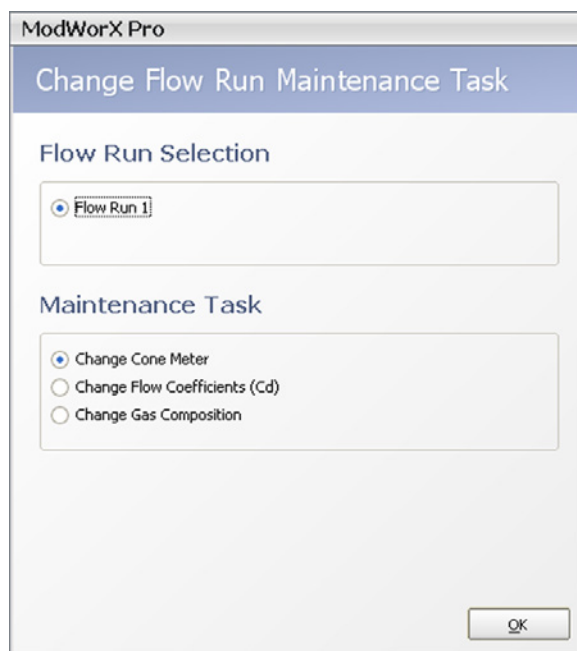 ModWorX Pro
Change Flow Run Maintenance Task
Flow Run Selection
Flow Run 1
Maintenance Task
Change Cone Meter
Change Flow Coefficients (Cd)
Change Gas Composition
OK